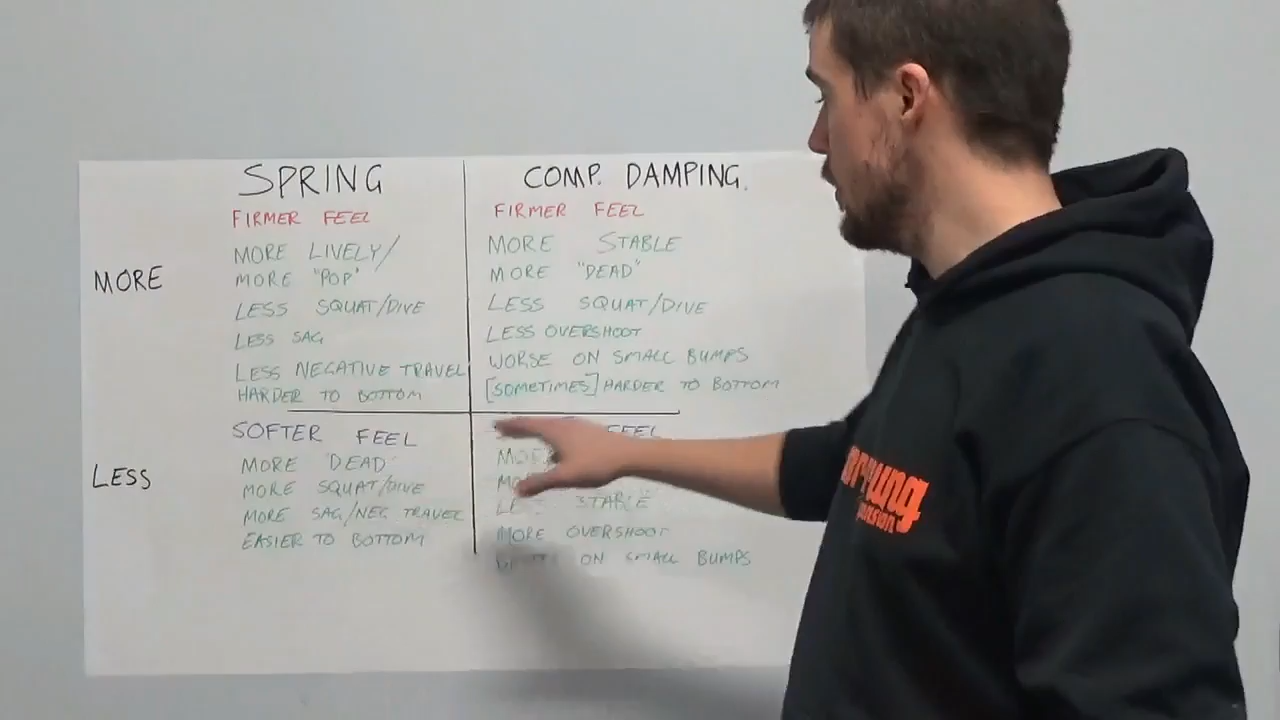 SPRING
COMP. DAMPING.
MORE
FIRMER FEEL
MORE LIVELY/
MORE "POP"
LESS SQUAT/DIVE
LESS SAG
LESS NEGATIVE TRAVEL
HARDER TO BOTTOM
FIRMER FEEL
MORE STABLE
MORE "DEAD"
LESS SQUAT/DIVE
LESS OVERSHOOT
WORSE ON SMALL BUMPS
[SOMETIMES] HARDER TO BOTTOM
LESS
SOFTER FEEL
MORE "DEAD"
MORE SQUAT/DIVE
MORE SAG/NEG TRAVEL
EASIER TO BOTTOM
FEEL
STABLE
MORE OVERSHOOT
ON SMALL BUMPS